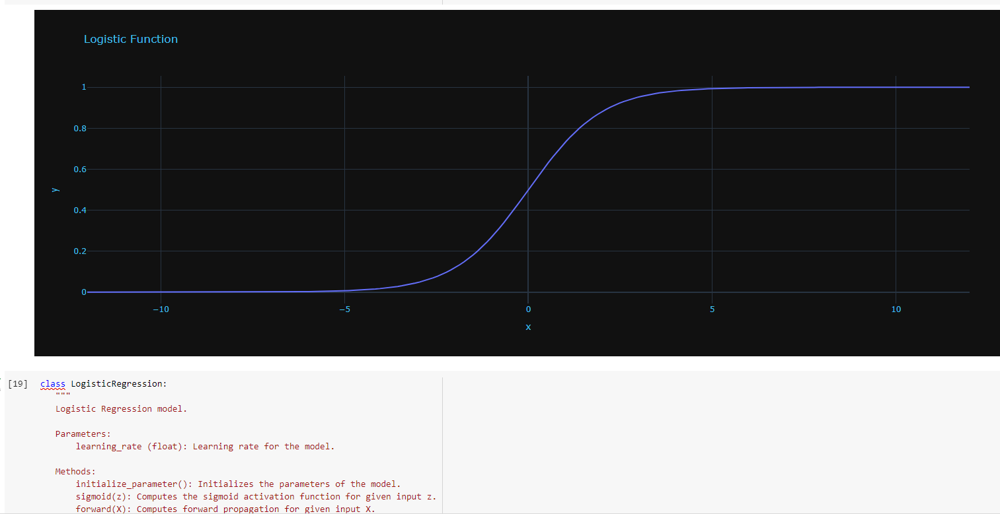 Logistic Function
1
0.8
0.6
y
0.4
0.2
0
−10
−5
0
5
10
x
[19] class LogisticRegression:
"""
Logistic Regression model.
Parameters:
learning_rate (float): Learning rate for the model.
Methods:
initialize_parameter(): Initializes the parameters of the model.
sigmoid(z): Computes the sigmoid activation function for given input z.
forward(X): Computes forward propagation for given input X.